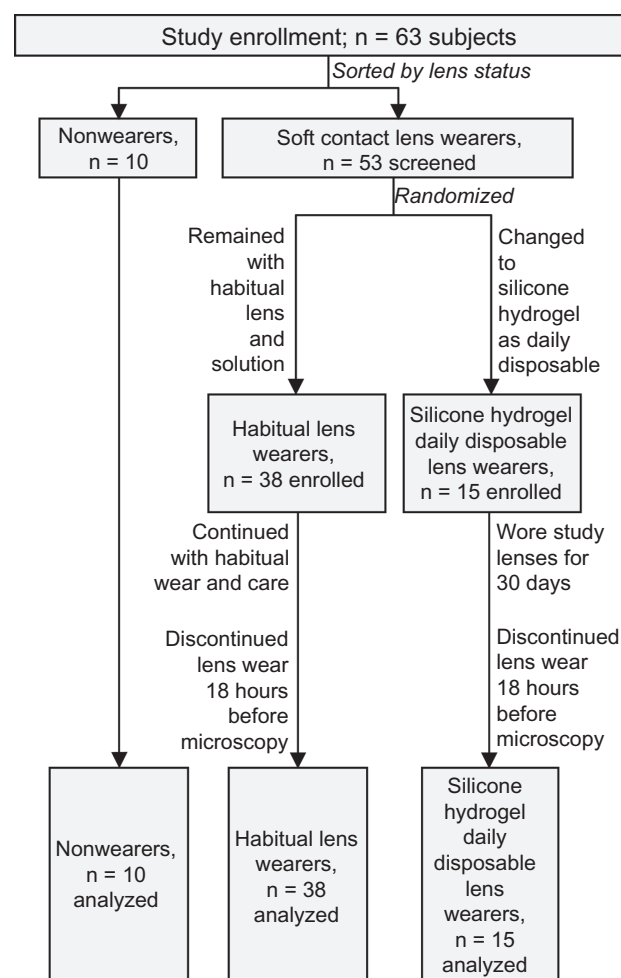 Study enrollment; n = 63 subjects
Sorted by lens status
Nonwearers,
n = 10
Soft contact lens wearers,
n = 53 screened
Randomized
Remained
with
habitual
lens
and
solution
Changed
to
silicone
hydrogel
as daily
disposable
Habitual lens
wearers,
n = 38 enrolled
Silicone hydrogel
daily disposable
lens wearers,
n = 15 enrolled
Continued
with habitual
wear and care
Wore study
lenses for
30 days
Discontinued
lens wear
18 hours
before
microscopy
Discontinued
lens wear
18 hours
before
microscopy
Nonwearers,
n = 10
analyzed
Habitual lens
wearers,
n = 38
analyzed
Silicone
hydrogel
daily
disposable
lens
wearers,
n = 15
analyzed